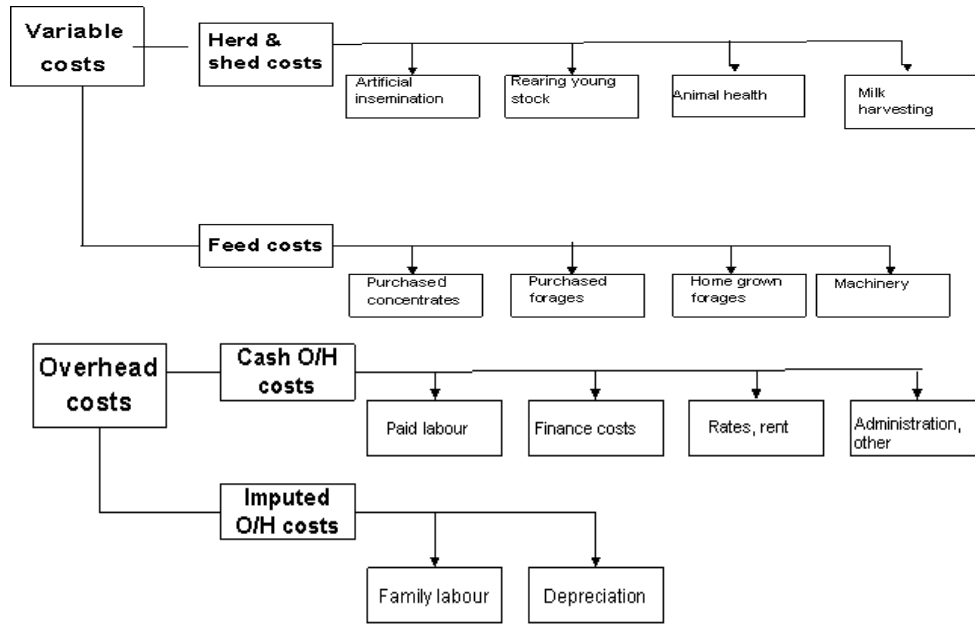 Variable
costs
Herd &
shed costs
Artificial
insemination
Rearing young
stock
Animal health
Milk
harvesting
Feed costs
Purchased
concentrates
Purchased
forages
Home grown
forages
Machinery
Overhead
costs
Cash O/H
costs
Paid labour
Finance costs
Rates, rent
Administration,
other
Imputed
O/H costs
Family labour
Depreciation